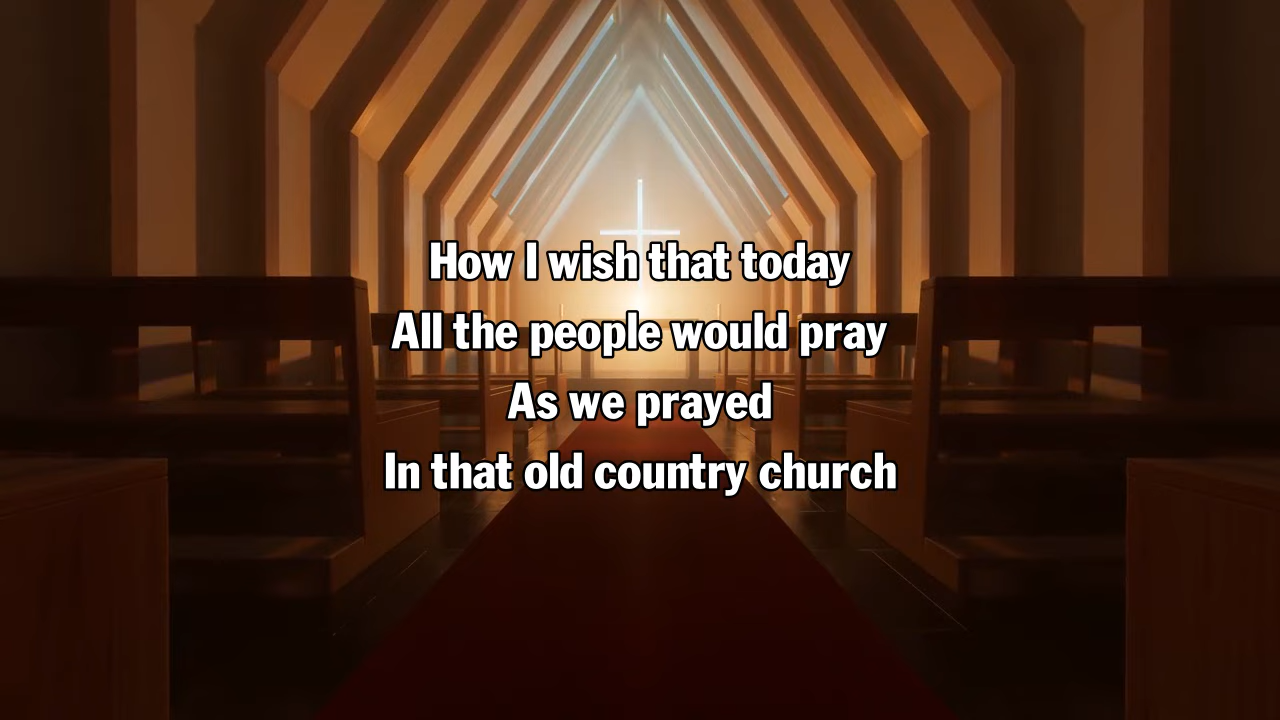 How I wish that today
All the people would pray
As we prayed
In that old country church